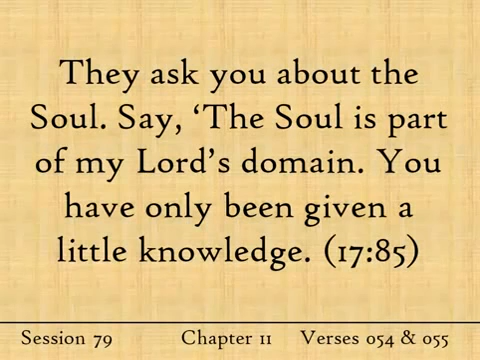 They ask you about the
Soul. Say, ‘The Soul is part
of my Lord’s domain. You
have only been given a
little knowledge. (17:85)
Session 79 Chapter 11 Verses 054 & 055